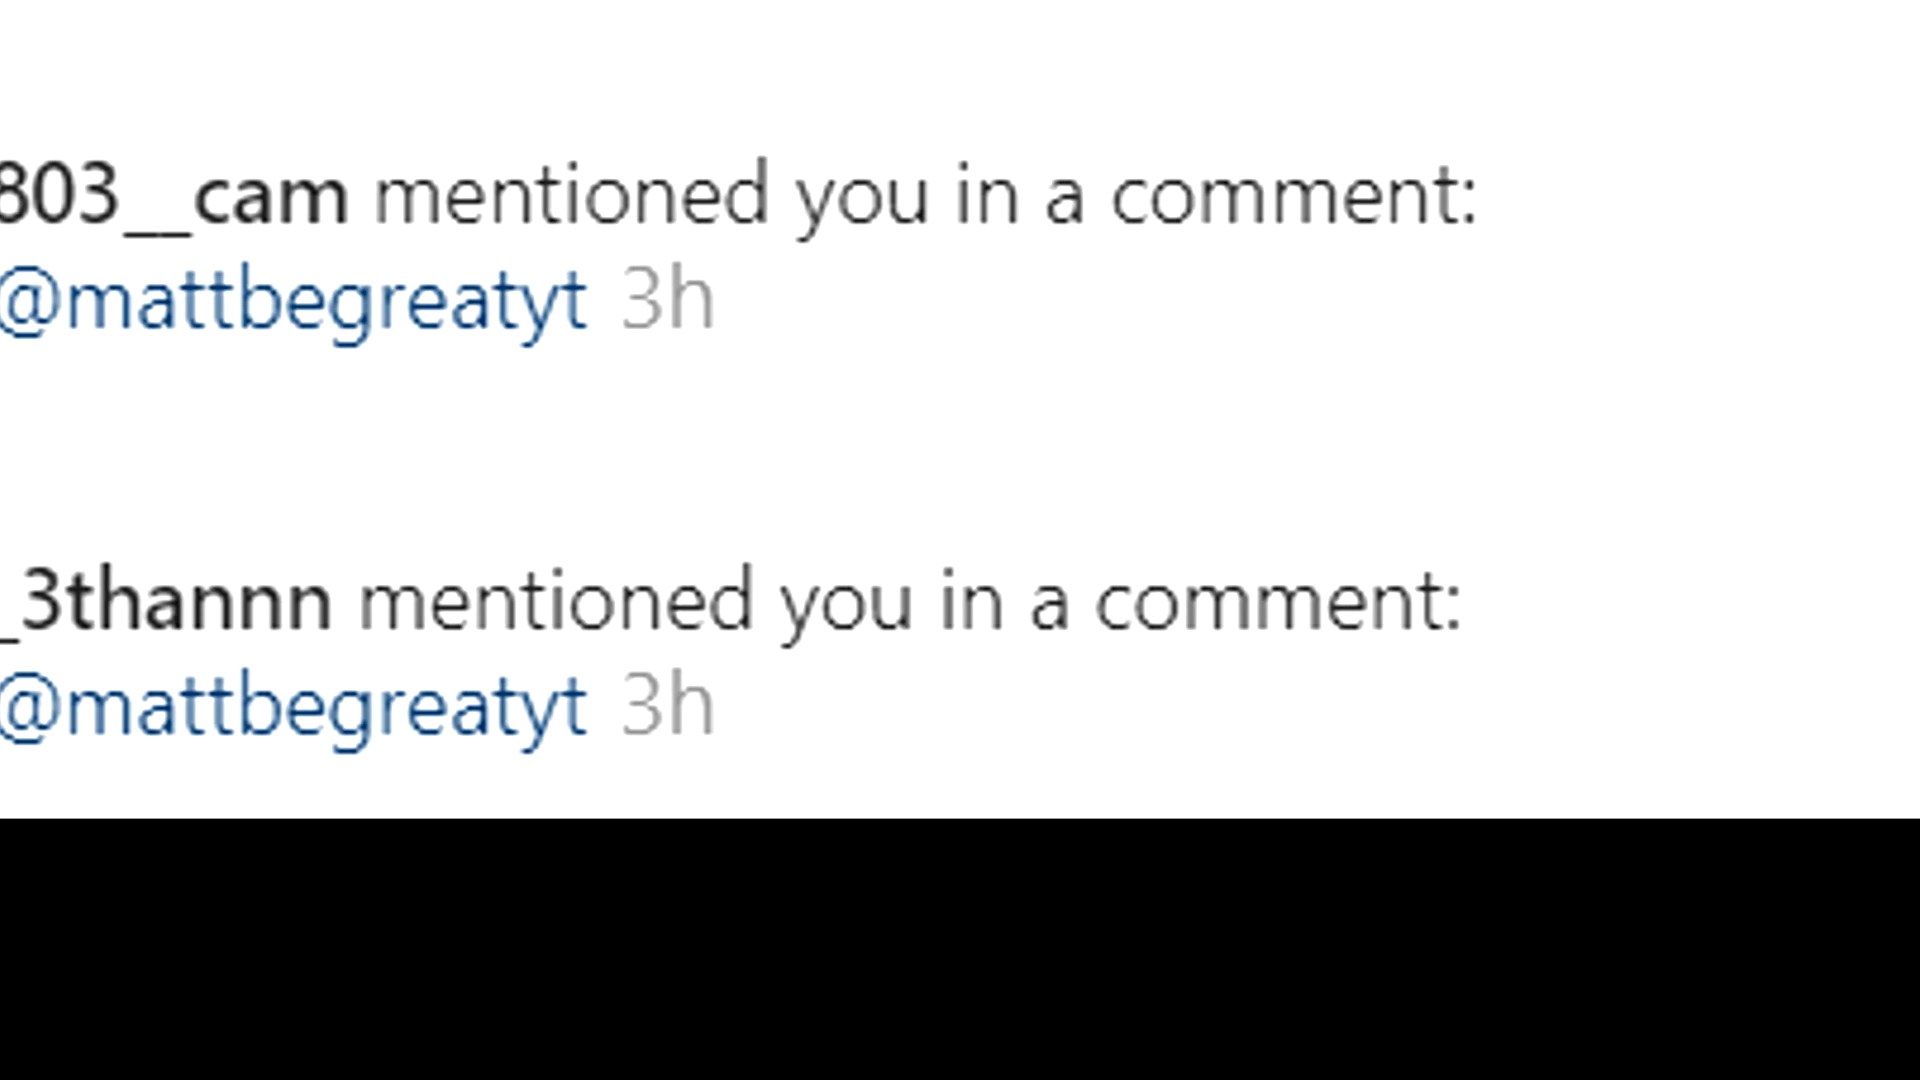 803__cam mentioned you in a comment:
@mattbegreatyt 3h
_3thannn mentioned you in a comment:
@mattbegreatyt 3h